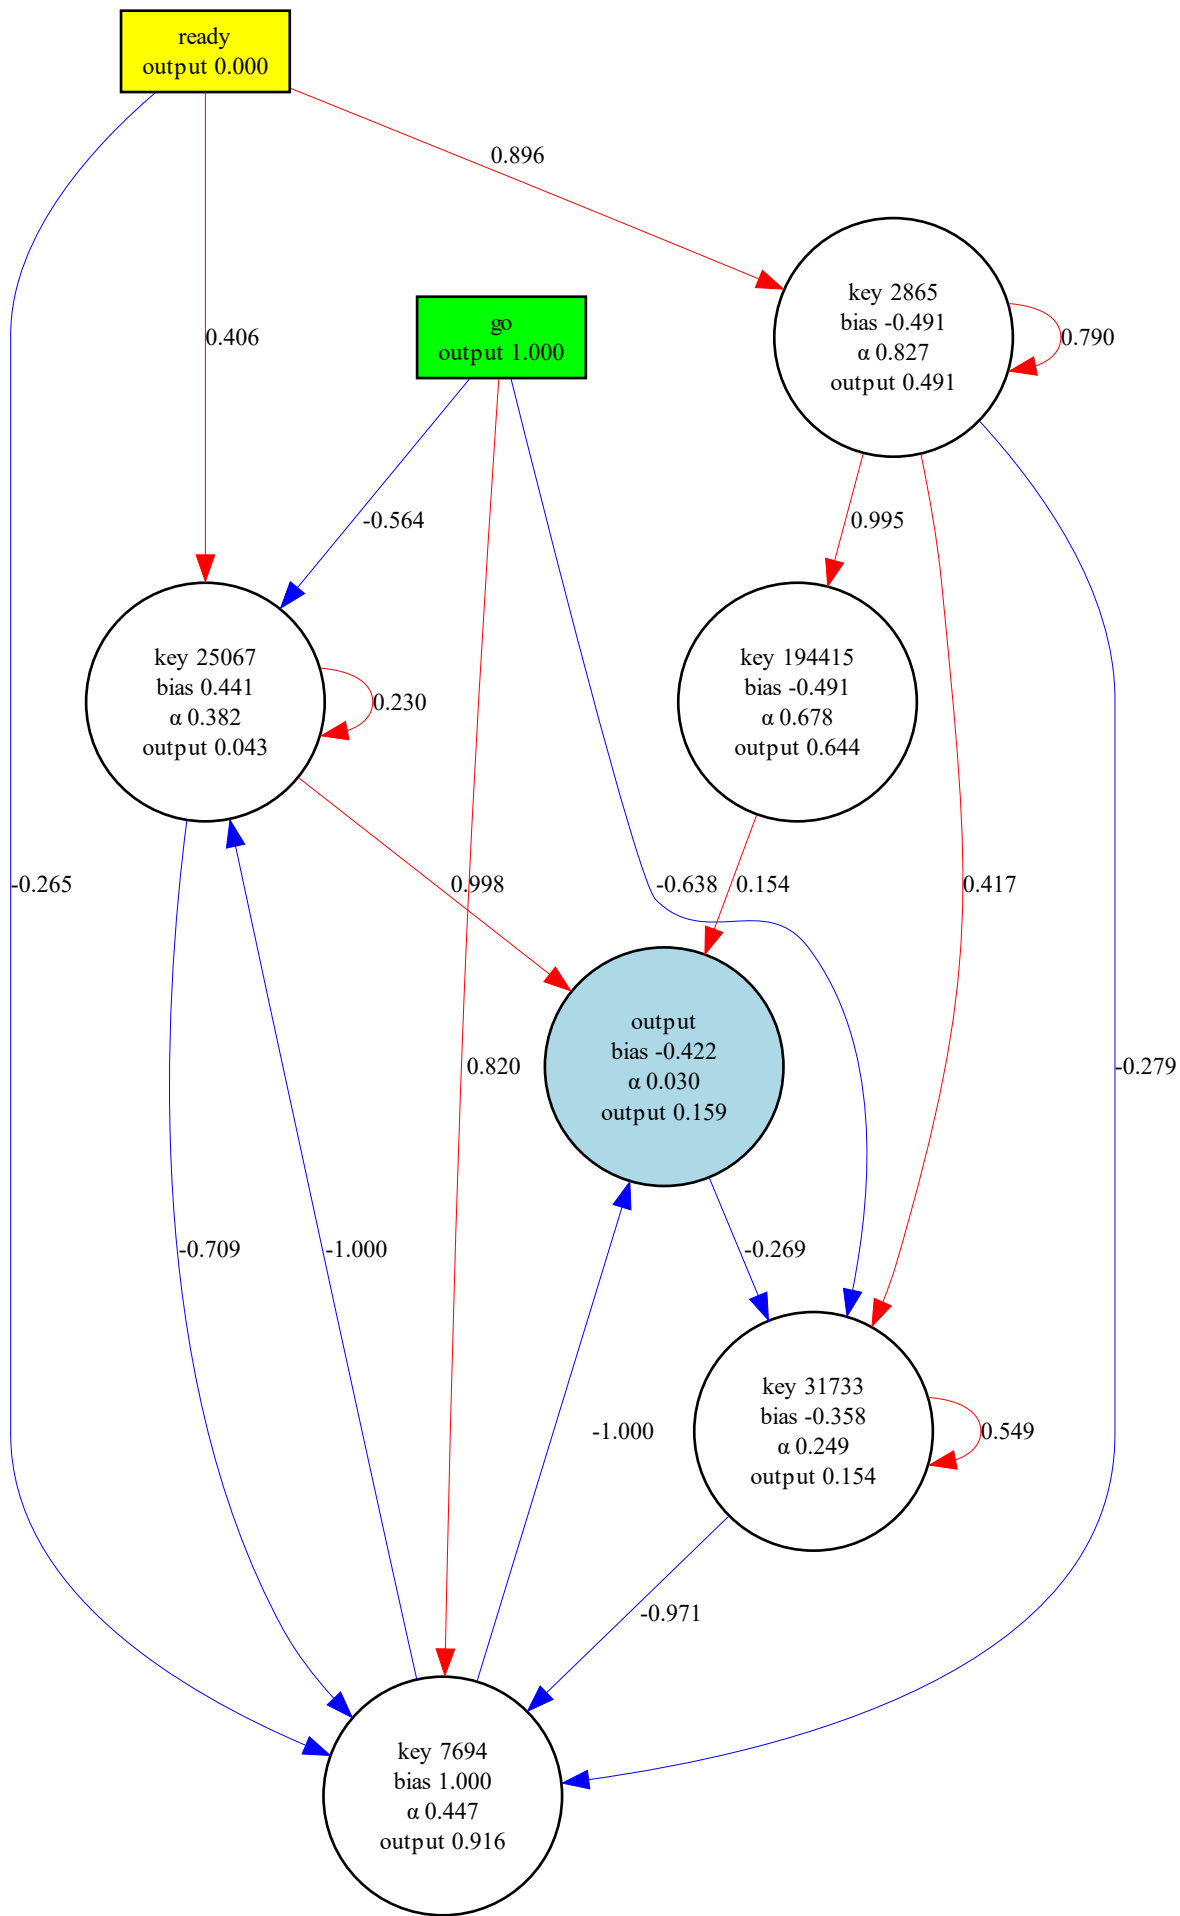 ready
output 0.000
0.896
key 2865
bias -0.491
α 0.827
output 0.491
0.790
go
output 1.000
0.406
-0.564
0.995
key 25067
bias 0.441
α 0.382
output 0.043
0.230
key 194415
bias -0.491
α 0.678
output 0.644
-0.265
0.998
-0.638
0.154
0.417
output
bias -0.422
α 0.030
output 0.159
0.820
-0.279
-0.709
-1.000
-0.269
key 31733
bias -0.358
α 0.249
output 0.154
0.549
-1.000
-0.971
key 7694
bias 1.000
α 0.447
output 0.916